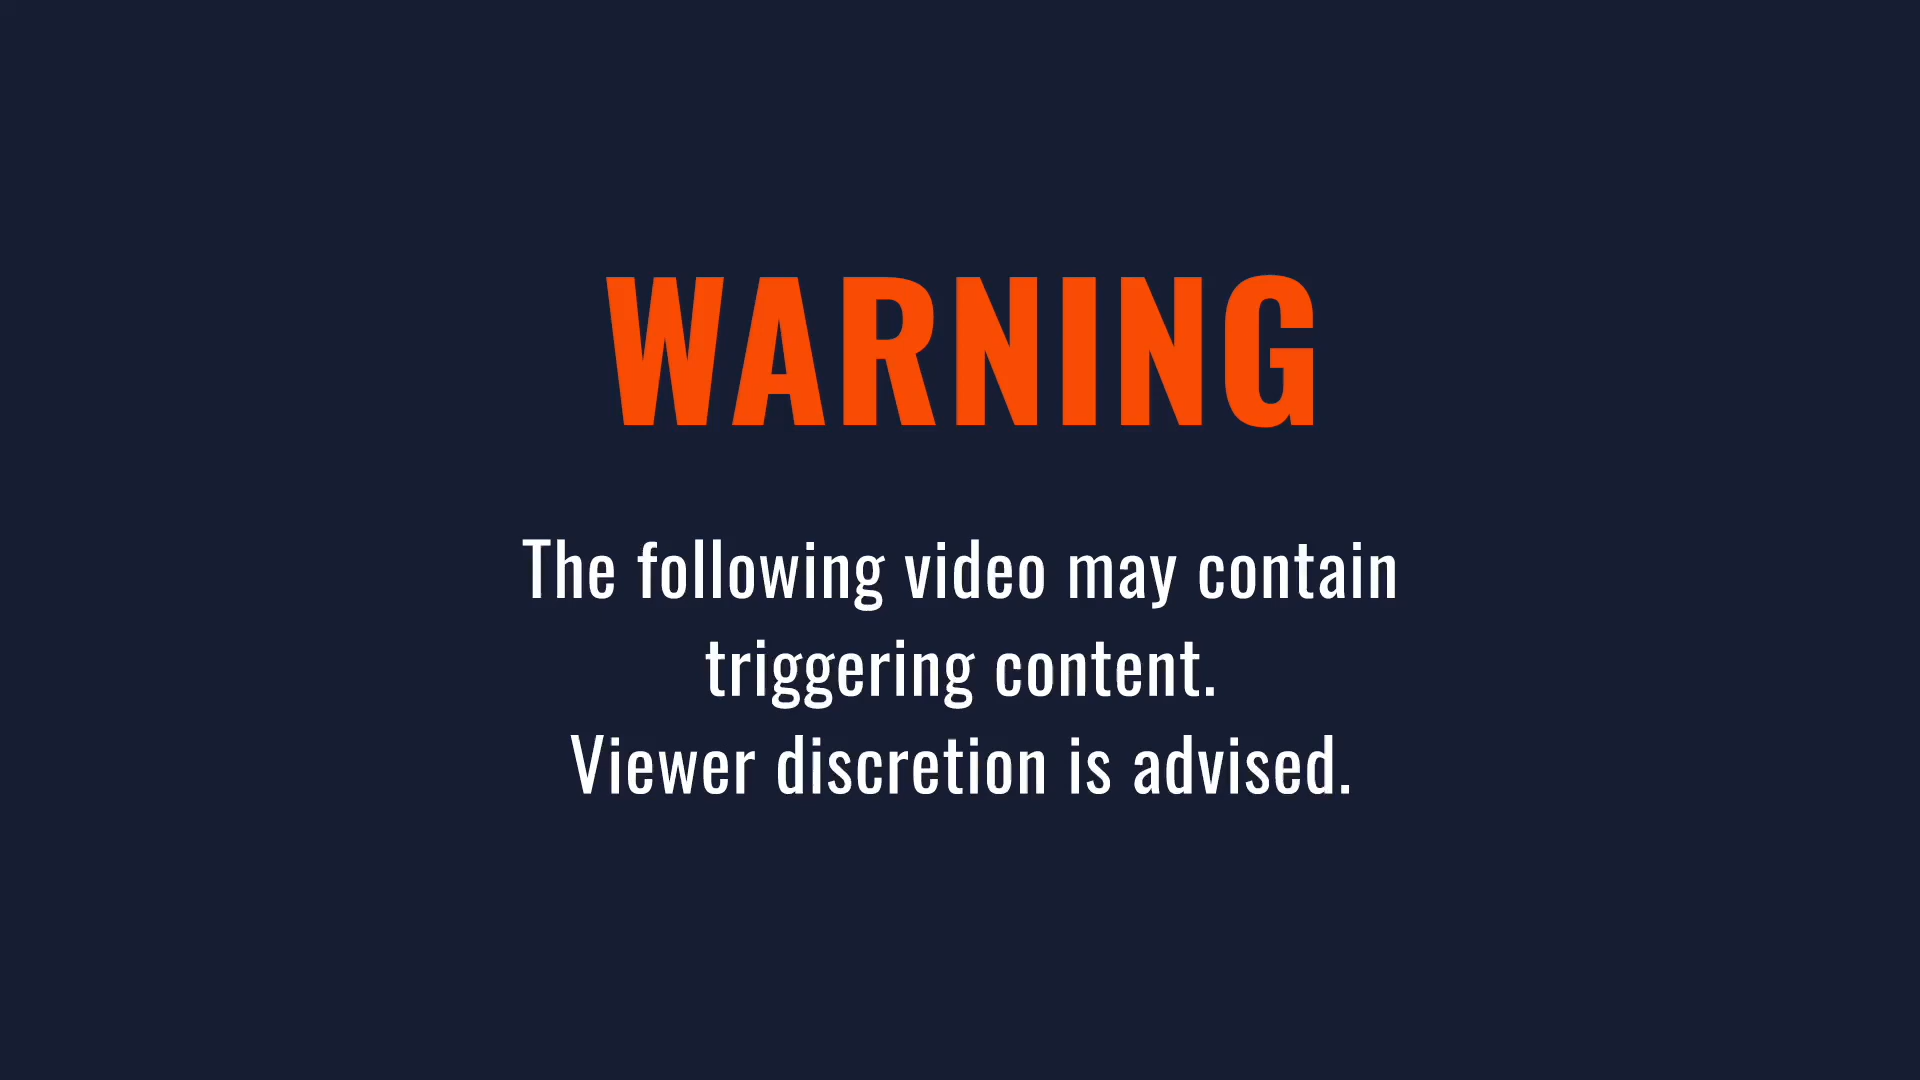 WARNING
The following video may contain
triggering content.
Viewer discretion is advised.